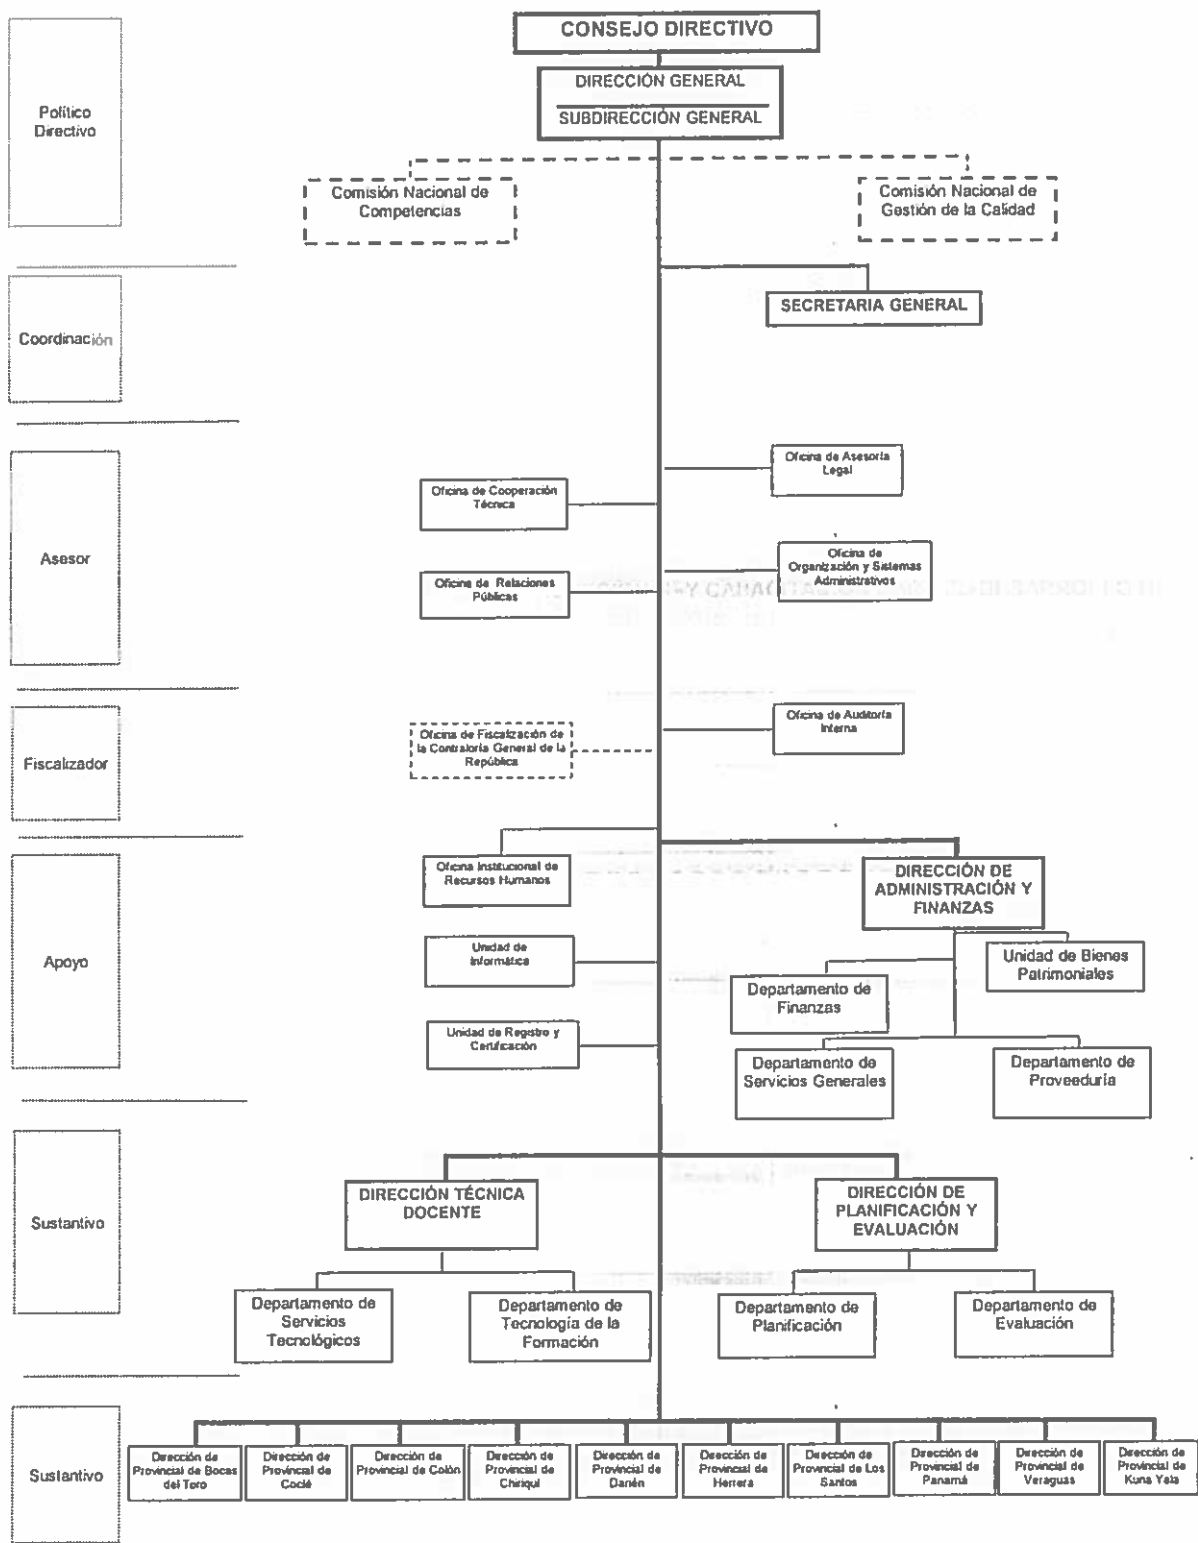 CONSEJO DIRECTIVO
DIRECCIÓN GENERAL
SUBDIRECCIÓN GENERAL
Político
Directivo
Comisión Nacional de
Competencias
Comisión Nacional de
Gestión de la Calidad
Coordinación
SECRETARIA GENERAL
Asesor
Oficina de Asesoría
Legal
Oficina de Cooperación
Técnica
Oficina de
Organización y Sistemas
Administrativos
Oficina de Relaciones
Públicas
Fiscalizador
Oficina de Auditoría
Interna
Oficina de Fiscalización de
la Contraloría General de la
República
Apoyo
Oficina Institucional de
Recursos Humanos
DIRECCIÓN DE
ADMINISTRACIÓN Y
FINANZAS
Unidad de
Informática
Unidad de Bienes
Patrimoniales
Departamento de
Finanzas
Unidad de Registro y
Certificación
Departamento de
Servicios Generales
Departamento de
Proveeduría
Sustantivo
DIRECCIÓN TÉCNICA
DOCENTE
DIRECCIÓN DE
PLANIFICACIÓN Y
EVALUACIÓN
Departamento de
Servicios
Tecnológicos
Departamento de
Tecnología de la
Formación
Departamento de
Planificación
Departamento de
Evaluación
Sustantivo
Dirección de
Provincial de Bocas
del Toro
Dirección de
Provincial de
Coclé
Dirección de
Provincial de Colón
Dirección de
Provincial de
Chiriquí
Dirección de
Provincial de
Darién
Dirección de
Provincial de
Herrera
Dirección de
Provincial de Los
Santos
Dirección de
Provincial de
Panamá
Dirección de
Provincial de
Veraguas
Dirección de
Provincial de
Kuna Yala